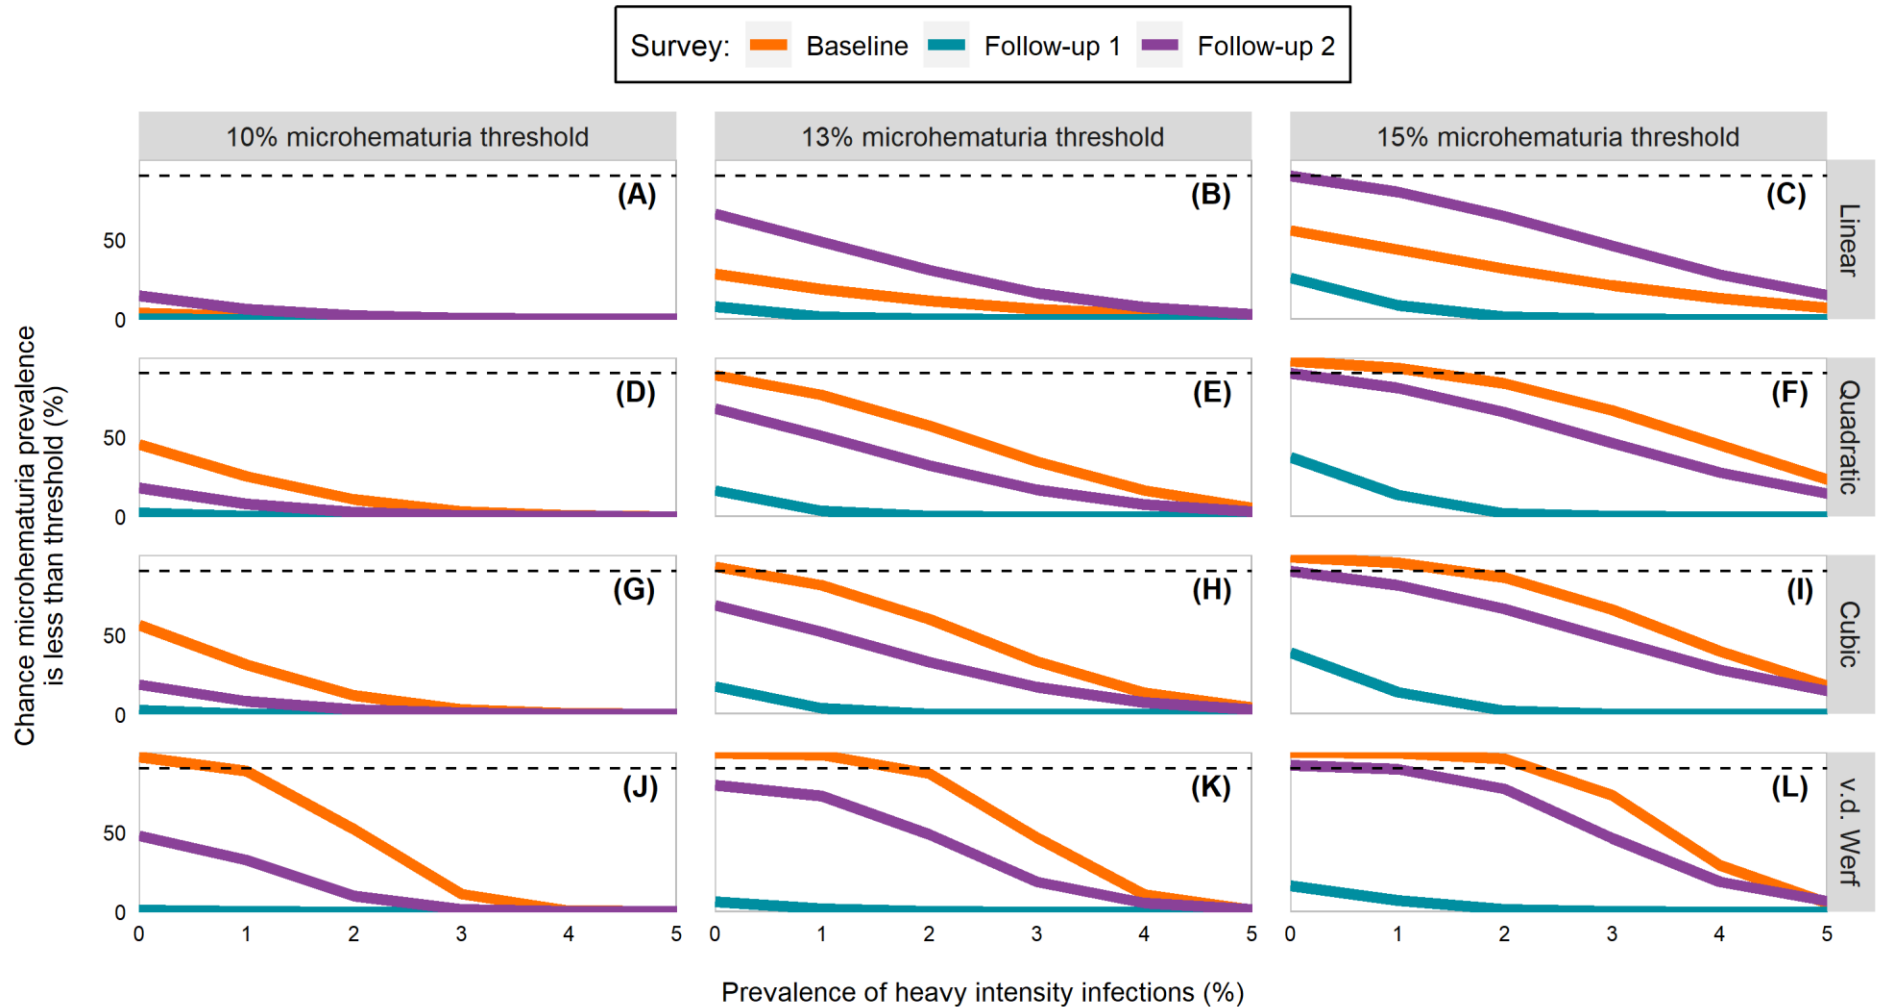 Survey: Baseline Follow-up 1 Follow-up 2
10% microhematuria threshold 13% microhematuria threshold 15% microhematuria threshold
(A) (B) (C)
50
0
Linear
(D) (E) (F)
50
0
Quadratic
(G) (H) (I)
50
0
Cubic
(J) (K) (L)
50
0
v.d. Werf
0 1 2 3 4 5 0 1 2 3 4 5 0 1 2 3 4 5
Chance microhematuria prevalence
is less than threshold (%)
Prevalence of heavy intensity infections (%)